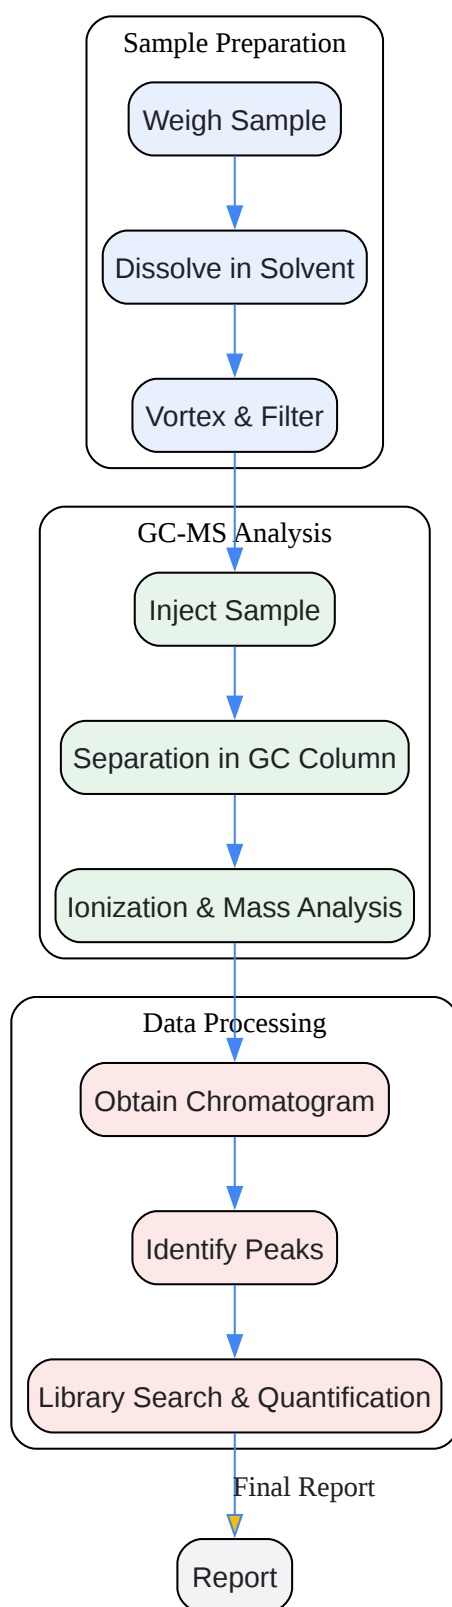 Sample Preparation
Weigh Sample
Dissolve in Solvent
Vortex & Filter
GC-MS Analysis
Inject Sample
Separation in GC Column
Ionization & Mass Analysis
Data Processing
Obtain Chromatogram
Identify Peaks
Library Search & Quantification
Final Report
Report